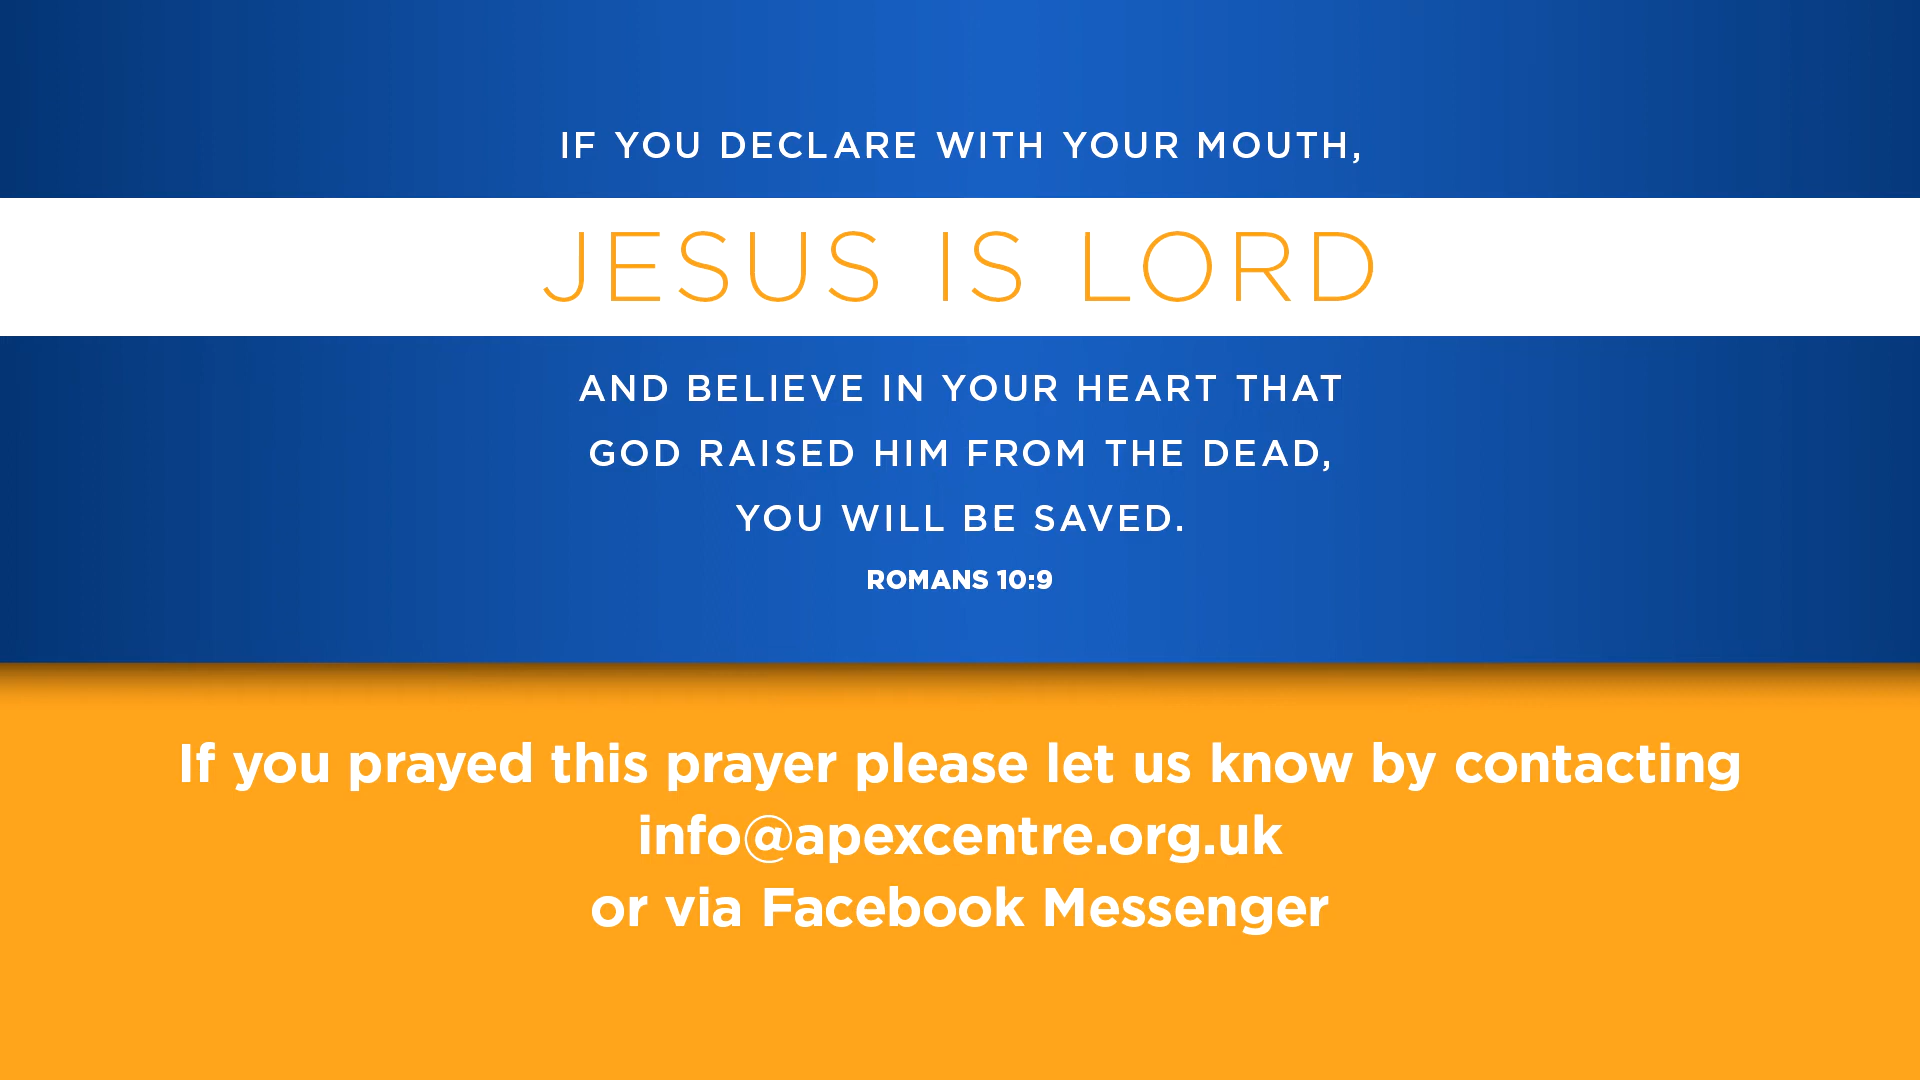 IF YOU DECLARE WITH YOUR MOUTH,
JESUS IS LORD
AND BELIEVE IN YOUR HEART THAT
GOD RAISED HIM FROM THE DEAD,
YOU WILL BE SAVED.
ROMANS 10:9
If you prayed this prayer please let us know by contacting
info@apexcentre.org.uk
or via Facebook Messenger